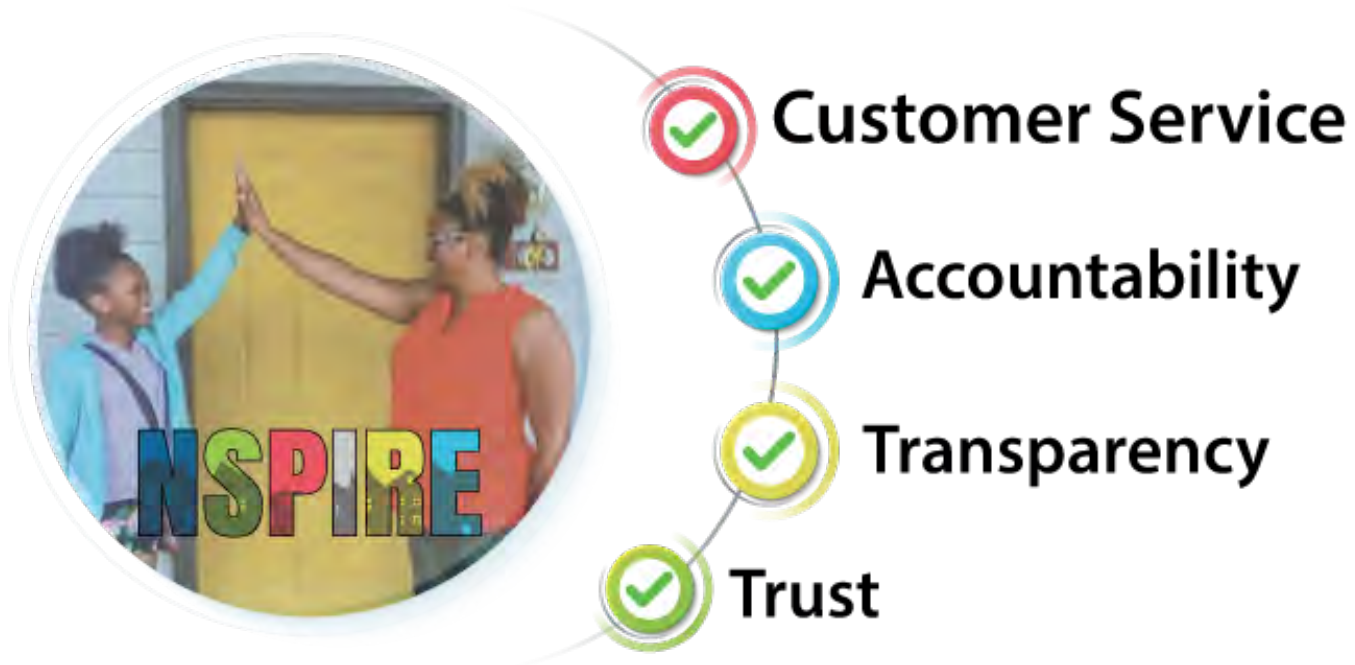 NSPIRE
Customer Service
Accountability
Transparency
Trust